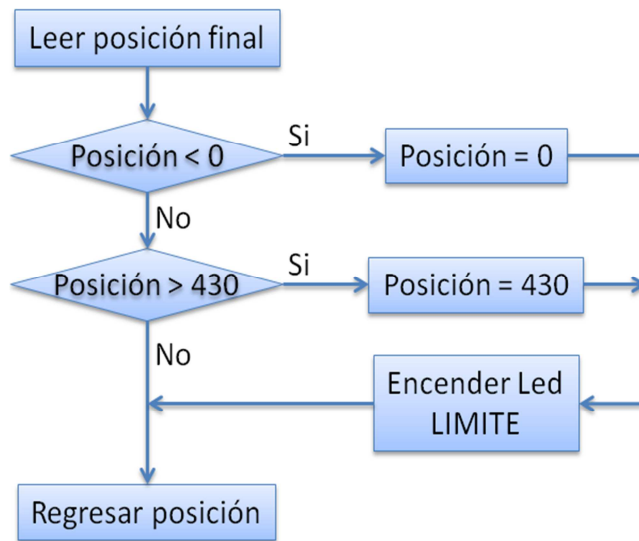 Leer posición final
Posición < 0
Si
Posición = 0
No
Posición > 430
Si
Posición = 430
No
Encender Led
LIMITE
Regresar posición